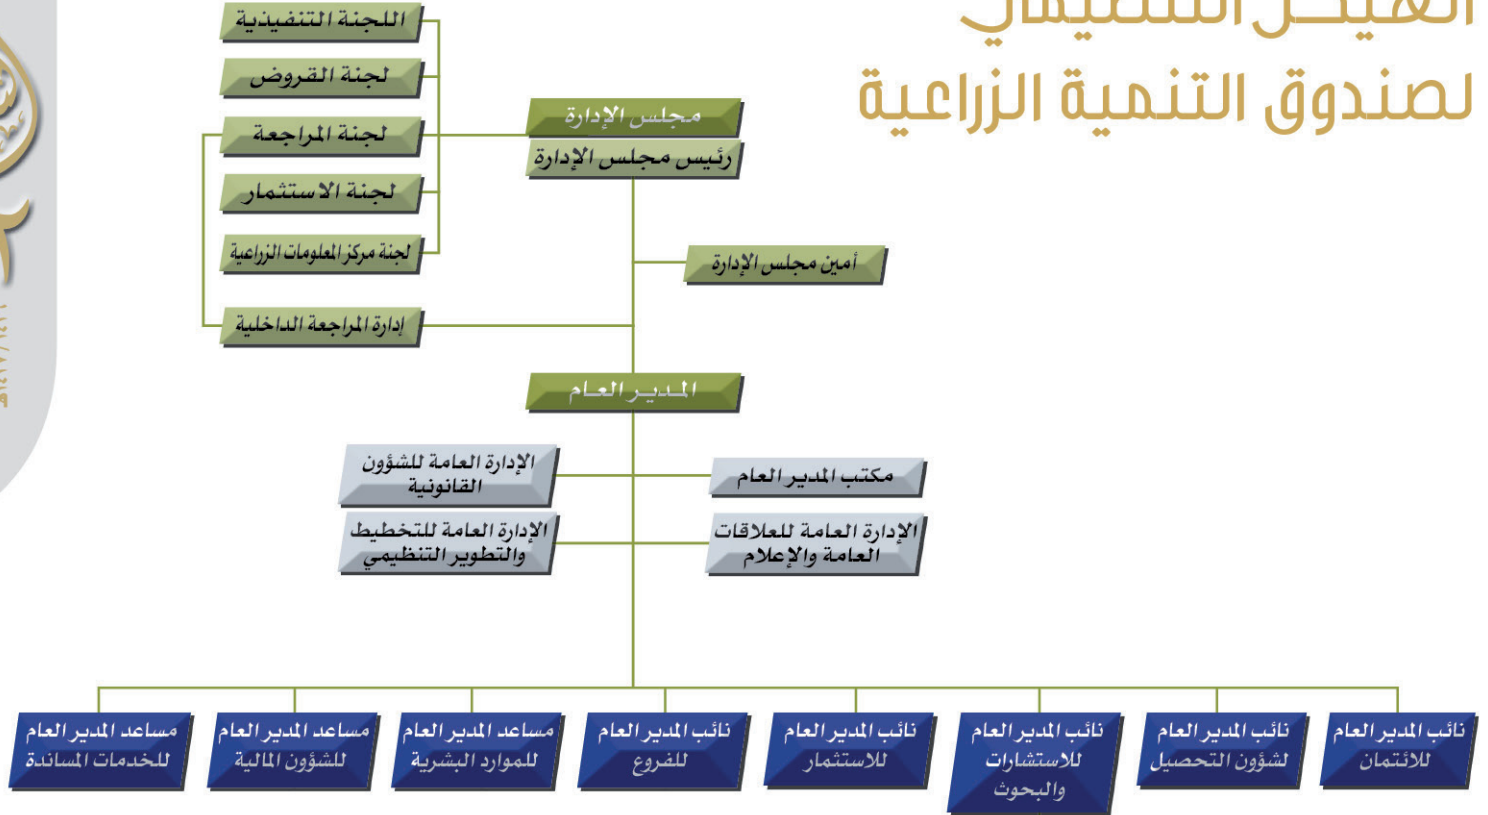 الهيكل التنظيمي
لصندوق التنمية الزراعية
اللجنة التنفيذية
لجنة القروض
مجلس الإدارة
لجنة المراجعة
رئيس مجلس الإدارة
لجنة الاستثمار
لجنة مركز المعلومات الزراعية
أمين مجلس الإدارة
إدارة المراجعة الداخلية
المدير العام
مكتب المدير العام
الإدارة العامة للشؤون
القانونية
الإدارة العامة للعلاقات
العامة والإعلام
الإدارة العامة للتخطيط
والتطوير التنظيمي
نائب المدير العام
للائتمان
نائب المدير العام
لشؤون التحصيل
نائب المدير العام
للاستشارات
والبحوث
نائب المدير العام
للاستثمار
نائب المدير العام
للفروع
مساعد المدير العام
للموارد البشرية
مساعد المدير العام
للشؤون المالية
مساعد المدير العام
للخدمات المساندة